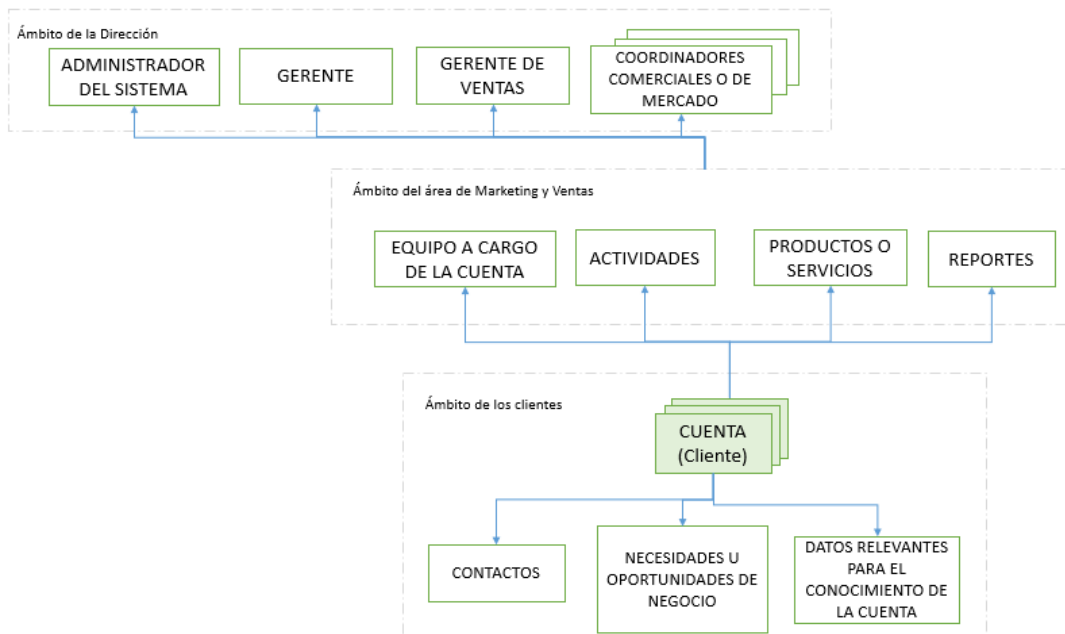 Ámbito de la Dirección
ADMINISTRADOR
DEL SISTEMA
GERENTE
GERENTE DE
VENTAS
COORDINADORES
COMERCIALES O DE
MERCADO
Ámbito del área de Marketing y Ventas
EQUIPO A CARGO
DE LA CUENTA
ACTIVIDADES
PRODUCTOS O
SERVICIOS
REPORTES
Ámbito de los clientes
CUENTA
(Cliente)
CONTACTOS
NECESIDADES U
OPORTUNIDADES DE
NEGOCIO
DATOS RELEVANTES
PARA EL
CONOCIMIENTO DE
LA CUENTA